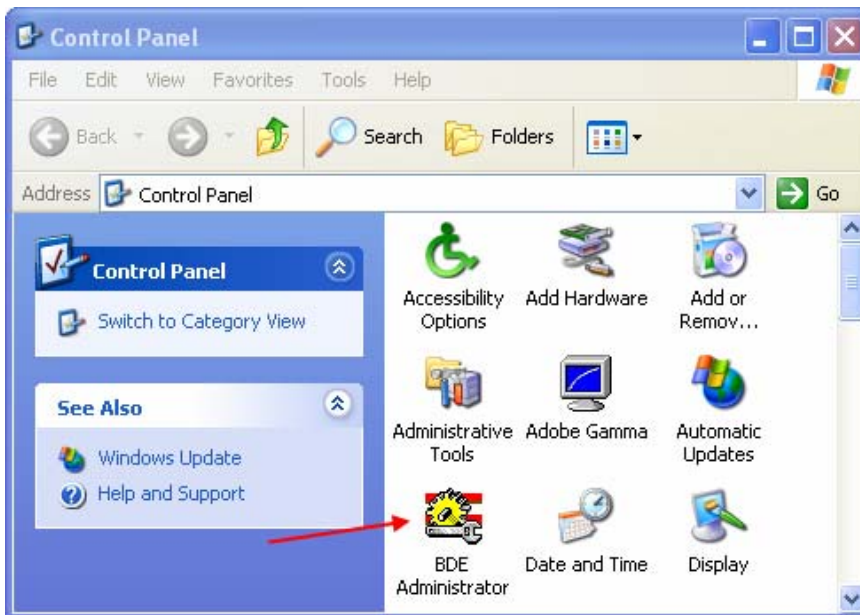 Control Panel
File Edit View Favorites Tools Help
Back Search Folders
Address Control Panel Go
Control Panel
Switch to Category View
See Also
Windows Update
Help and Support
Accessibility Options
Add Hardware
Add or Remov...
Administrative Tools
Adobe Gamma
Automatic Updates
BDE Administrator
Date and Time
Display